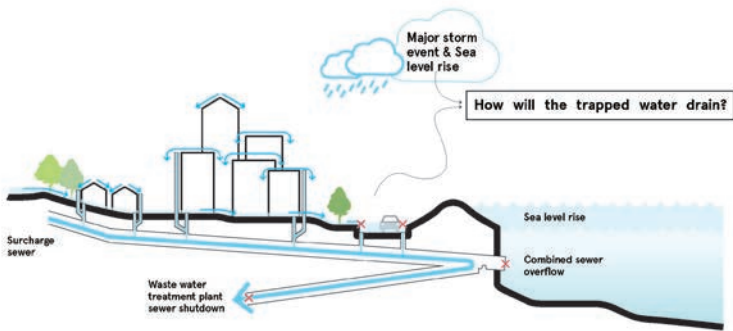 Major storm
event & Sea
level rise
How will the trapped water drain?
Sea level rise
Surcharge
sewer
Combined sewer
overflow
Waste water
treatment plant
sewer shutdown